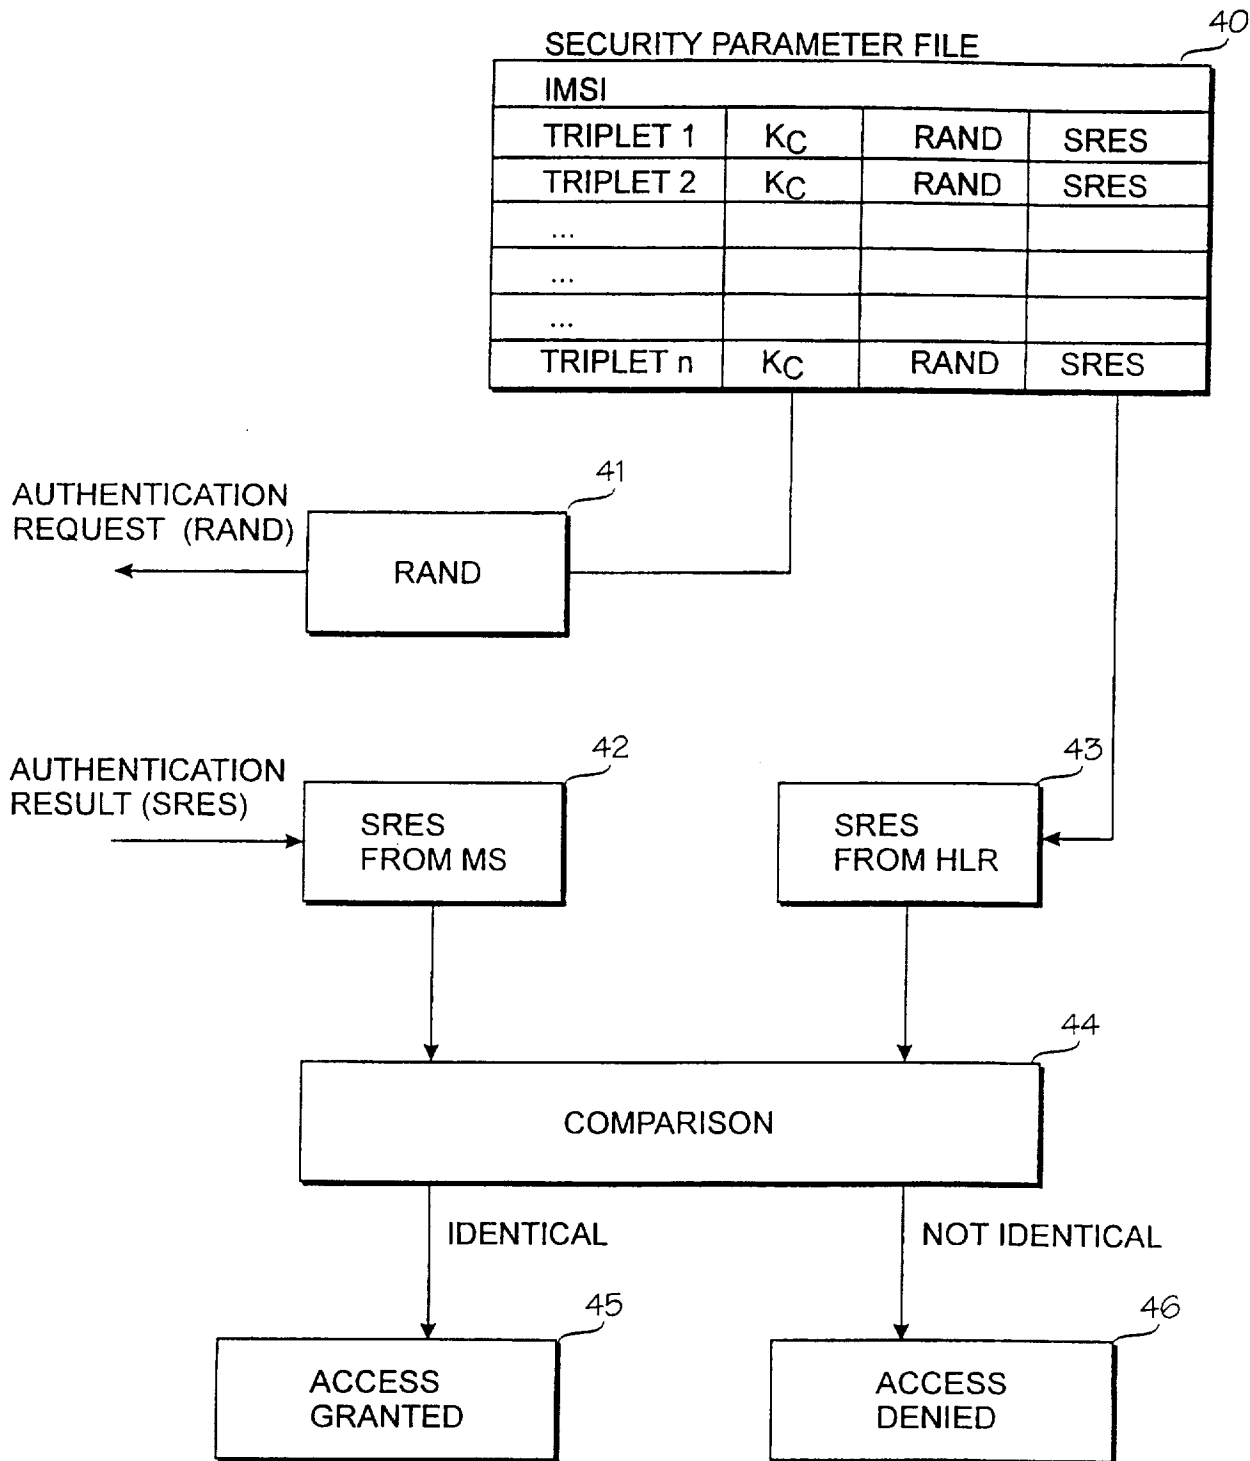 40
SECURITY PARAMETER FILE
IMSI
TRIPLET 1 KC RAND SRES
TRIPLET 2 KC RAND SRES
...
...
...
TRIPLET n KC RAND SRES
41
AUTHENTICATION
REQUEST (RAND)
RAND
42
43
AUTHENTICATION
RESULT (SRES)
SRES
FROM MS
SRES
FROM HLR
44
COMPARISON
IDENTICAL
NOT IDENTICAL
45
46
ACCESS
GRANTED
ACCESS
DENIED